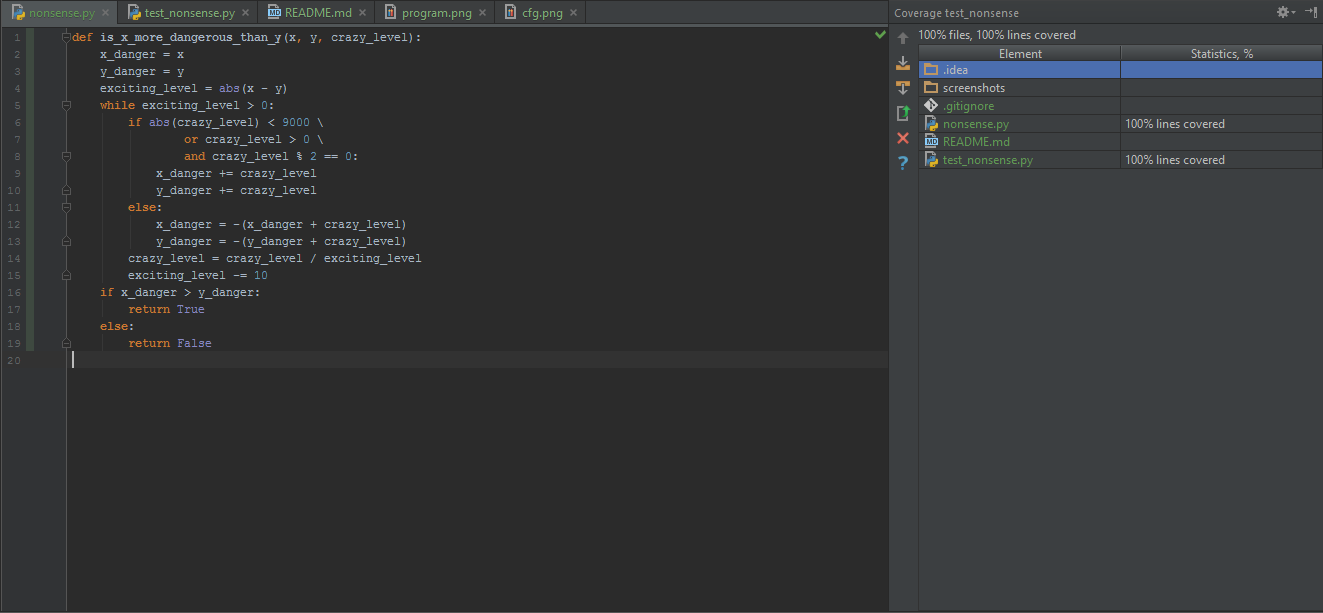 nonsense.py
test_nonsense.py
README.md
program.png
cfg.png
Coverage test_nonsense
1 def is_x_more_dangerous_than_y(x, y, crazy_level):
2     x_danger = x
3     y_danger = y
4     exciting_level = abs(x - y)
5     while exciting_level > 0:
6         if abs(crazy_level) < 9000 \
7                 or crazy_level > 0 \
8                 and crazy_level % 2 == 0:
9             x_danger += crazy_level
10             y_danger += crazy_level
11         else:
12             x_danger = -(x_danger + crazy_level)
13             y_danger = -(y_danger + crazy_level)
14         crazy_level = crazy_level / exciting_level
15         exciting_level -= 10
16     if x_danger > y_danger:
17         return True
18     else:
19         return False
20
100% files, 100% lines covered
Element Statistics, %
.idea
screenshots
.gitignore
nonsense.py 100% lines covered
MD README.md
test_nonsense.py 100% lines covered